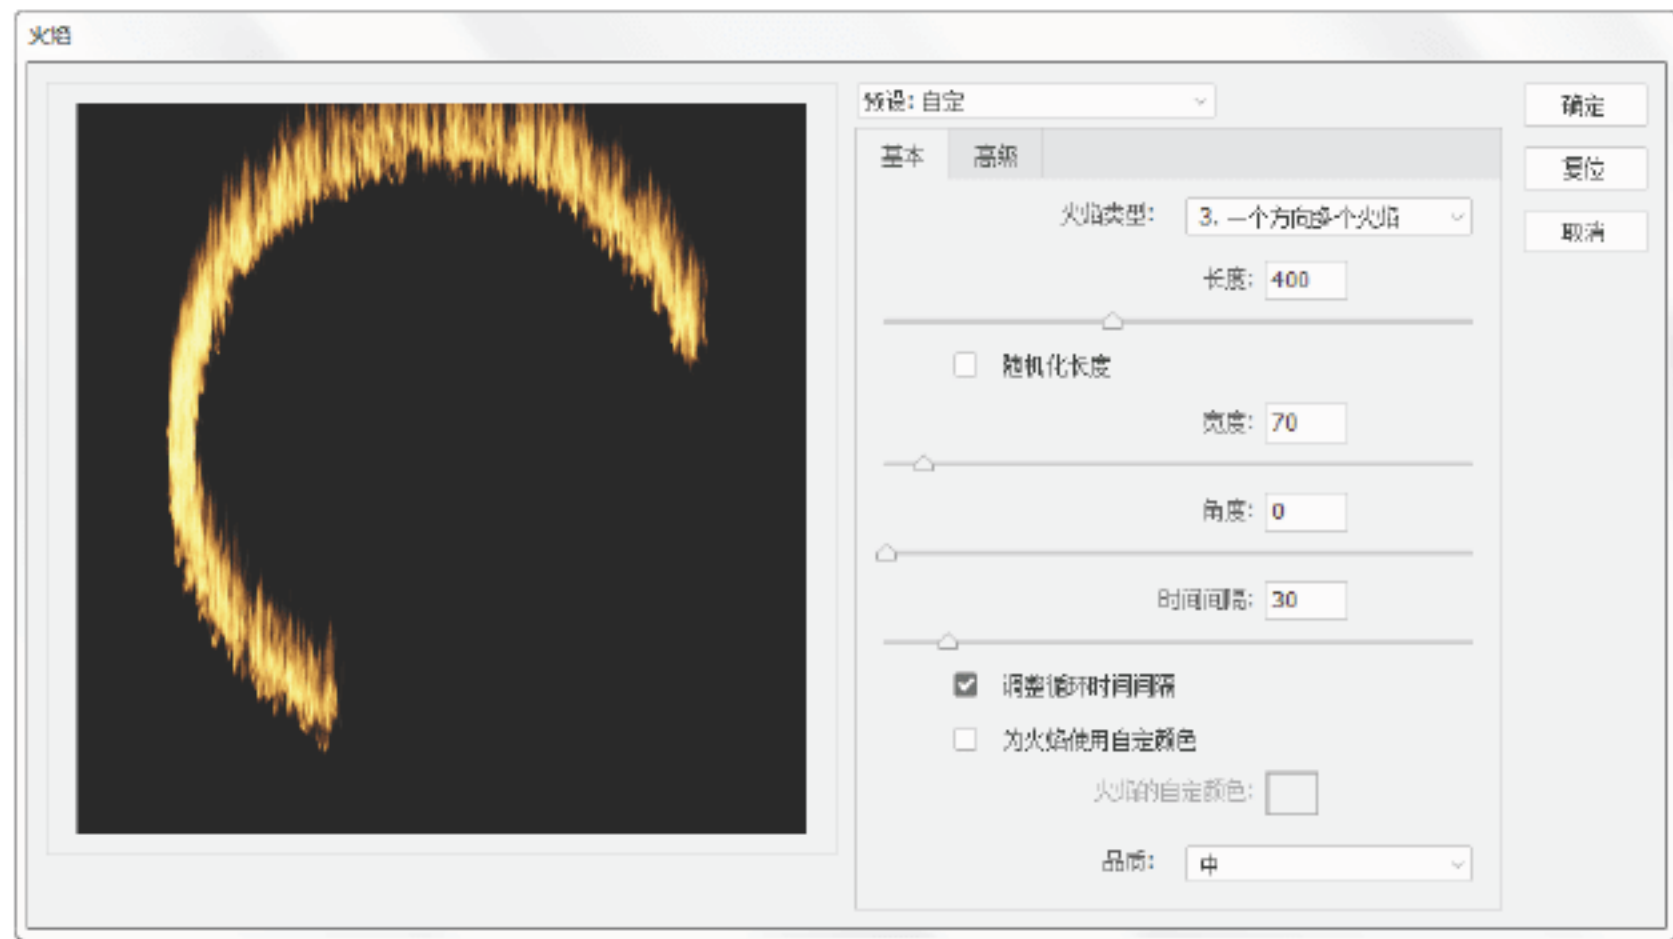 火焰
预设: 自定
确定
基本
高级
复位
火焰类型: 3. 一个方向多个火焰
取消
长度: 400
随机化长度
宽度: 70
角度: 0
时间间隔: 30
调整循环时间间隔
为火焰使用自定颜色
火焰的自定颜色:
品质: 中